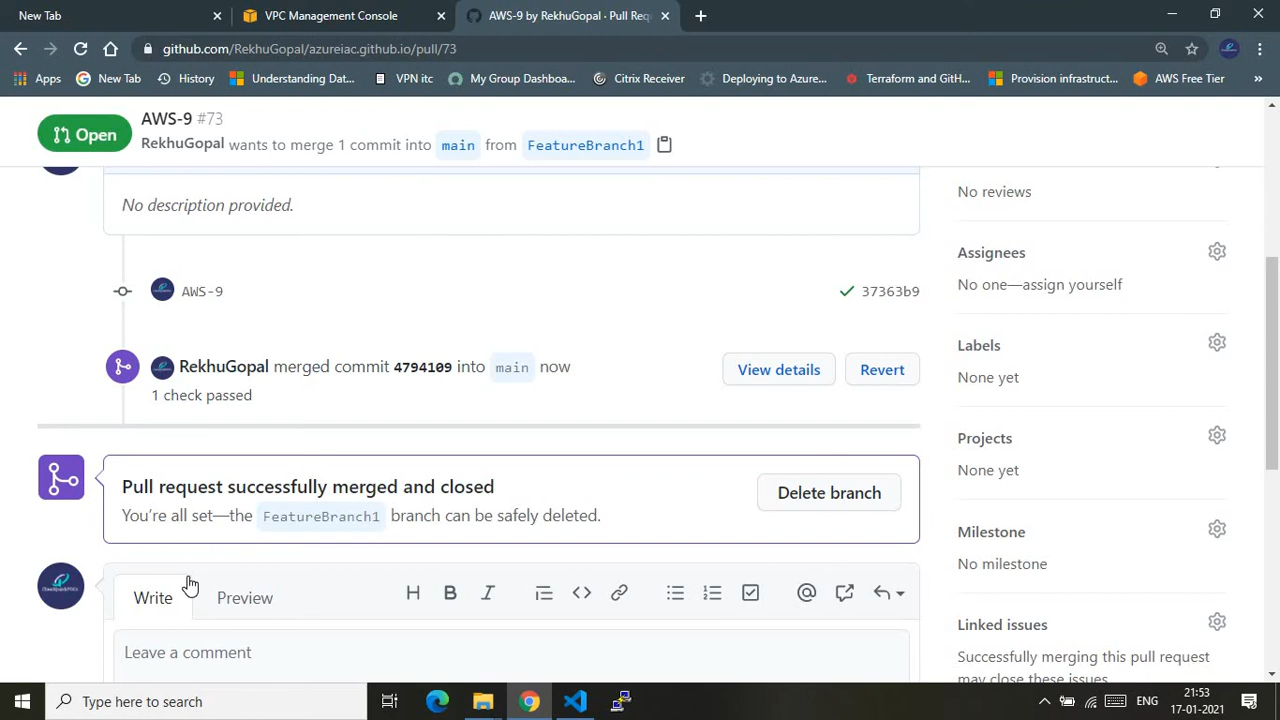 New Tab
VPC Management Console
AWS-9 by RekhuGopal · Pull Req
github.com/RekhuGopal/azureiac.github.io/pull/73
Apps
New Tab
History
Understanding Dat...
VPN itc
My Group Dashboa...
Citrix Receiver
Deploying to Azure...
Terraform and GitH...
Provision infrastruct...
AWS Free Tier
»
Open
AWS-9 #73
RekhuGopal wants to merge 1 commit into main from FeatureBranch1
No description provided.
AWS-9
37363b9
RekhuGopal merged commit 4794109 into main now
1 check passed
View details
Revert
Pull request successfully merged and closed
You're all set—the FeatureBranch1 branch can be safely deleted.
Delete branch
Write
Preview
Leave a comment
No reviews
Assignees
No one—assign yourself
Labels
None yet
Projects
None yet
Milestone
No milestone
Linked issues
Successfully merging this pull request
may close these issues.
Type here to search
ENG
21:53
17-01-2021